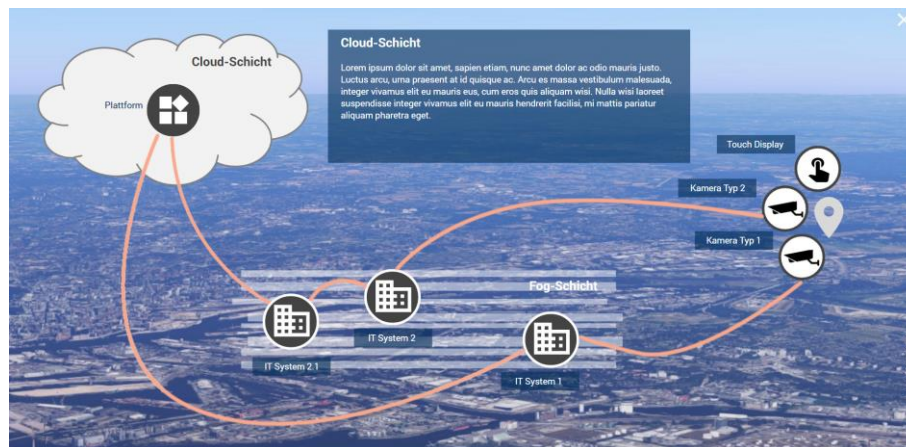 Cloud-Schicht
Plattform
Cloud-Schicht
Lorem ipsum dolor sit amet, sapien etiam, nunc amet dolor ac odio mauris justo.
Luctus arcu, urna praesent at id quisque ac. Arcu es massa vestibulum malesuada,
integer vivamus elit eu mauris eus, cum eros quis aliquam wisi. Nulla wisi laoreet
suspendisse integer vivamus elit eu mauris hendrerit facilisi, mi mattis pariatur
aliquam pharetra eget.
Touch Display
Kamera Typ 2
Kamera Typ 1
Fog-Schicht
IT System 2
IT System 2.1
IT System 1